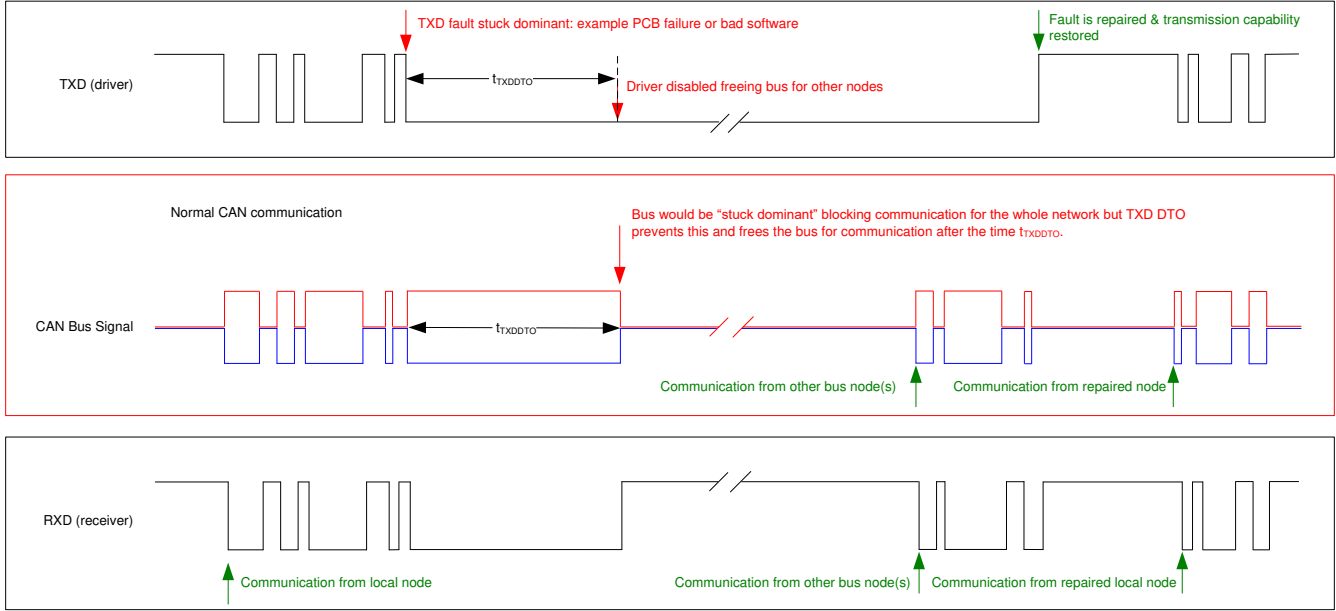 TXD fault stuck dominant: example PCB failure or bad software
Fault is repaired & transmission capability
restored
TXD (driver)
tTXDDTO
Driver disabled freeing bus for other nodes
Normal CAN communication
Bus would be “stuck dominant” blocking communication for the whole network but TXD DTO
prevents this and frees the bus for communication after the time tTXDDTO.
CAN Bus Signal
tTXDDTO
Communication from other bus node(s)
Communication from repaired node
RXD (receiver)
Communication from local node
Communication from other bus node(s)
Communication from repaired local node